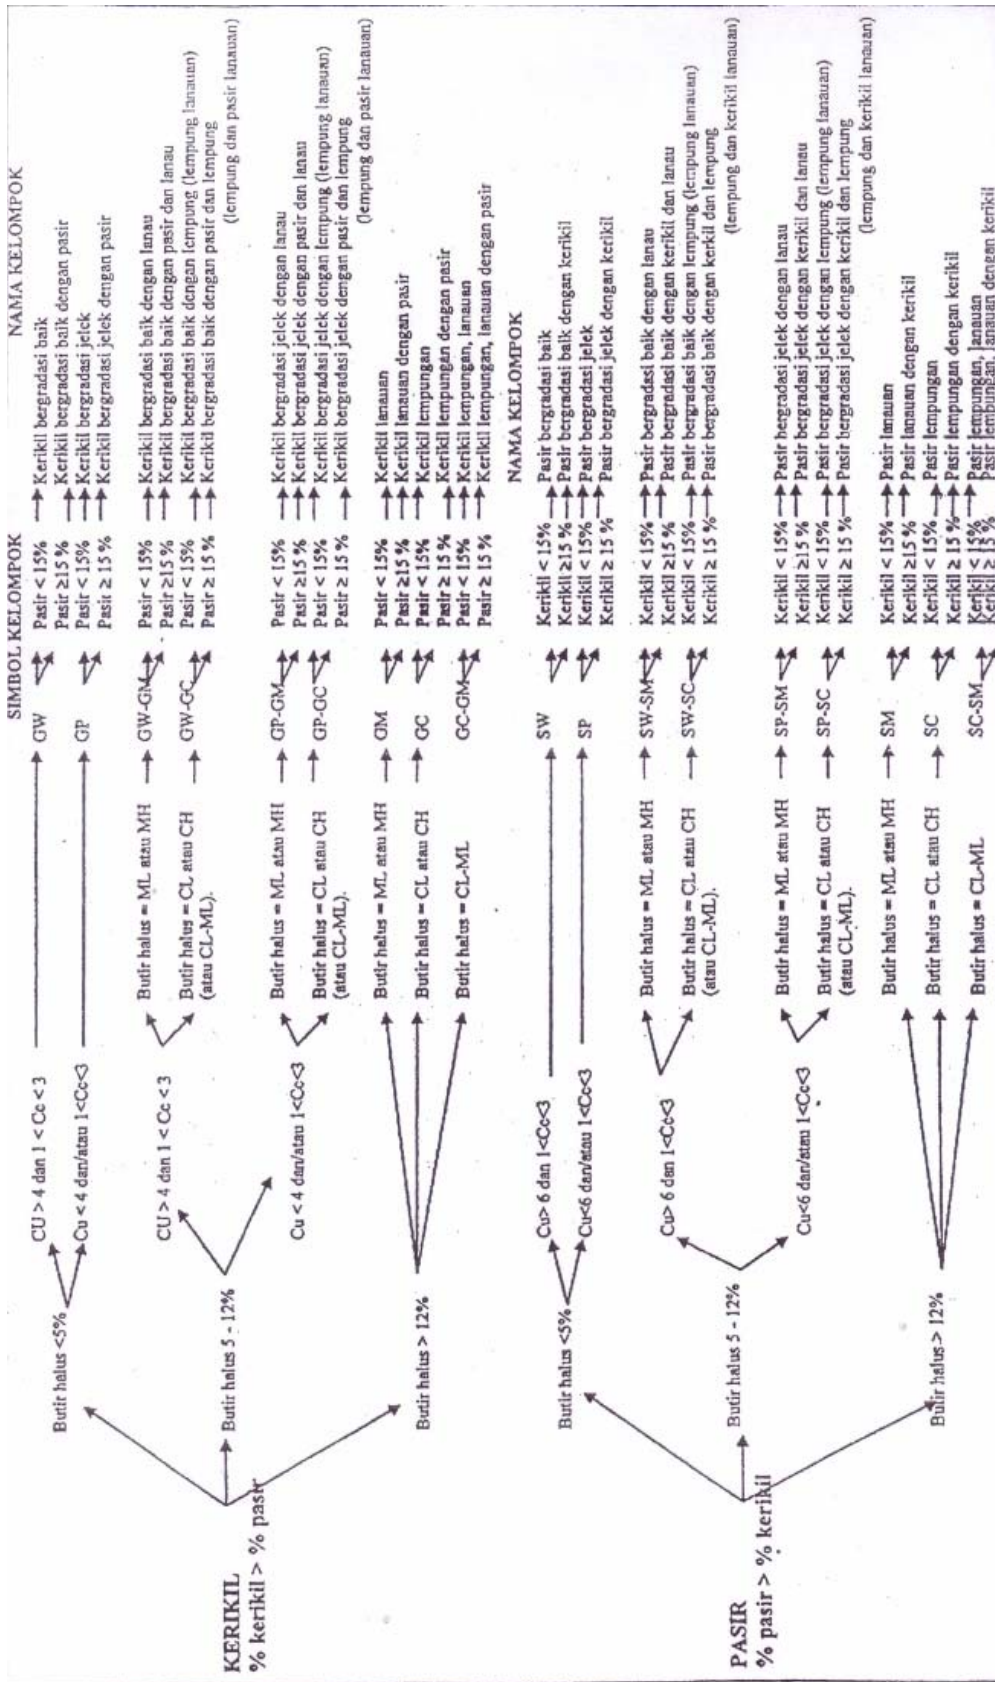 SIMBOL KELOMPOK NAMA KELOMPOK
KERIKIL
% kerikil > % pasir
Butir halus <5%
CU > 4 dan 1 < Cc < 3
GW
Pasir < 15% Kerikil bergradasi baik
Pasir ≥15 % Kerikil bergradasi baik dengan pasir
Cu < 4 dan/atau 1<Cc<3
GP
Pasir < 15% Kerikil bergradasi jelek
Pasir ≥ 15 % Kerikil bergradasi jelek dengan pasir
Butir halus 5 - 12%
CU > 4 dan 1 < Cc < 3
Butir halus = ML atau MH
GW-GM
Pasir < 15% Kerikil bergradasi baik dengan lanau
Pasir ≥15 % Kerikil bergradasi baik dengan pasir dan lanau
Butir halus = CL atau CH
(atau CL-ML).
GW-GC
Pasir < 15% Kerikil bergradasi baik dengan lempung (lempung lanauan)
Pasir ≥ 15 % Kerikil bergradasi baik dengan pasir dan lempung
(lempung dan pasir lanauan)
Cu < 4 dan/atau 1<Cc<3
Butir halus = ML atau MH
GP-GM
Pasir < 15% Kerikil bergradasi jelek dengan lanau
Pasir ≥15 % Kerikil bergradasi jelek dengan pasir dan lanau
Butir halus = CL atau CH
(atau CL-ML).
GP-GC
Pasir < 15% Kerikil bergradasi jelek dengan lempung (lempung lanauan)
Pasir ≥ 15 % Kerikil bergradasi jelek dengan pasir dan lempung
(lempung dan pasir lanauan)
Butir halus > 12%
Butir halus = ML atau MH
GM
Pasir < 15% Kerikil lanauan
Pasir ≥15 % Kerikil lanauan dengan pasir
Butir halus = CL atau CH
GC
Pasir < 15% Kerikil lempungan
Pasir ≥ 15 % Kerikil lempungan dengan pasir
Butir halus = CL-ML
GC-GM
Pasir < 15% Kerikil lempungan, lanauan
Pasir ≥ 15 % Kerikil lempungan, lanauan dengan pasir
NAMA KELOMPOK
PASIR
% pasir > % kerikil
Butir halus <5%
Cu> 6 dan 1<Cc<3
SW
Kerikil < 15% Pasir bergradasi baik
Kerikil ≥15 % Pasir bergradasi baik dengan kerikil
Cu<6 dan/atau 1<Cc<3
SP
Kerikil < 15% Pasir bergradasi jelek
Kerikil ≥ 15 % Pasir bergradasi jelek dengan kerikil
Butir halus 5 - 12%
Cu> 6 dan 1<Cc<3
Butir halus = ML atau MH
SW-SM
Kerikil < 15% Pasir bergradasi baik dengan lanau
Kerikil ≥15 % Pasir bergradasi baik dengan kerikil dan lanau
Butir halus = CL atau CH
(atau CL-ML).
SW-SC
Kerikil < 15% Pasir bergradasi baik dengan lempung (lempung lanauan)
Kerikil ≥ 15 % Pasir bergradasi baik dengan kerkil dan lempung
(lempung dan kerikil lanauan)
Cu<6 dan/atau 1<Cc<3
Butir halus = ML atau MH
SP-SM
Kerikil < 15% Pasir bergradasi jelek dengan lanau
Kerikil ≥15 % Pasir bergradasi jelek dengan kerikil dan lanau
Butir halus = CL atau CH
(atau CL-ML).
SP-SC
Kerikil < 15% Pasir bergradasi jelek dengan lempung (lempung lanauan)
Kerikil ≥ 15 % Pasir bergradasi jelek dengan kerikil dan lempung
(lempung dan kerikil lanauan)
Butir halus > 12%
Butir halus = ML atau MH
SM
Kerikil < 15% Pasir lanauan
Kerikil ≥15 % Pasir lanauan dengan kerikil
Butir halus = CL atau CH
SC
Kerikil < 15% Pasir lempungan
Kerikil ≥ 15 % Pasir lempungan dengan kerikil
Butir halus = CL-ML
SC-SM
Kerikil < 15% Pasir lempungan, lanauan
Kerikil ≥ 15 % Pasir lembungan, lanauan dengan kerikil